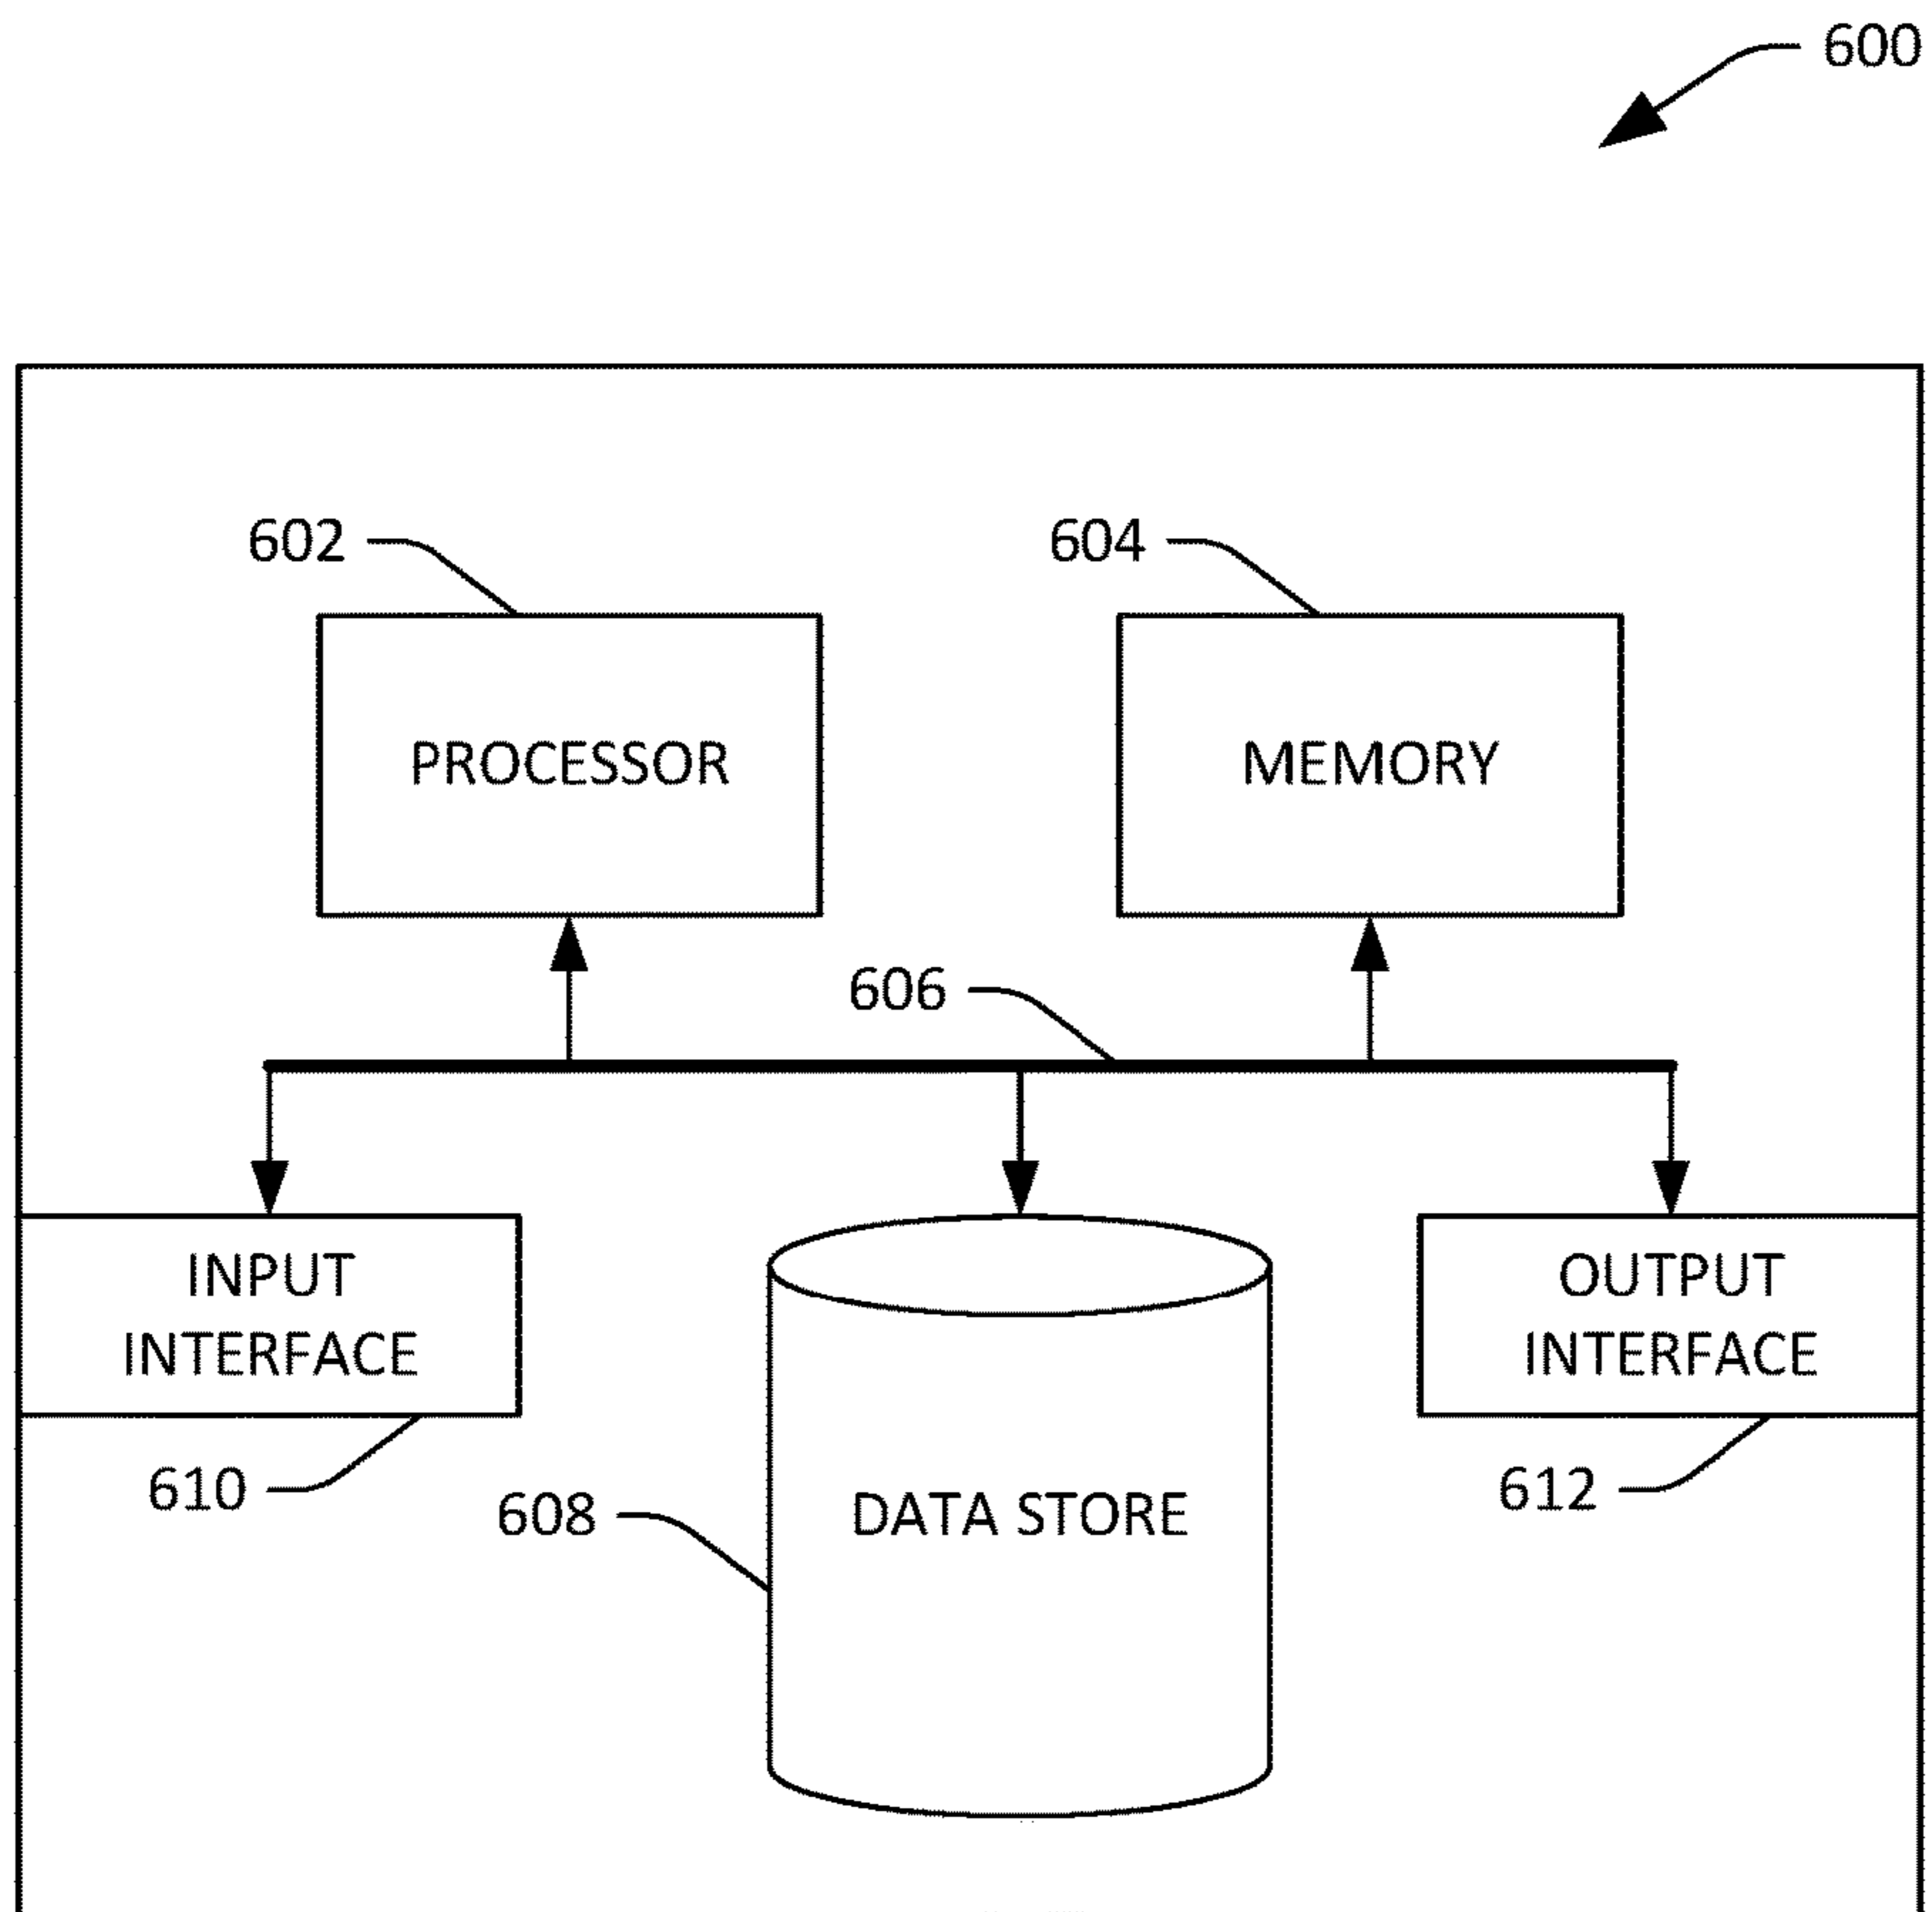 600
602
604
PROCESSOR
MEMORY
606
INPUT
INTERFACE
OUTPUT
INTERFACE
610
608
DATA STORE
612